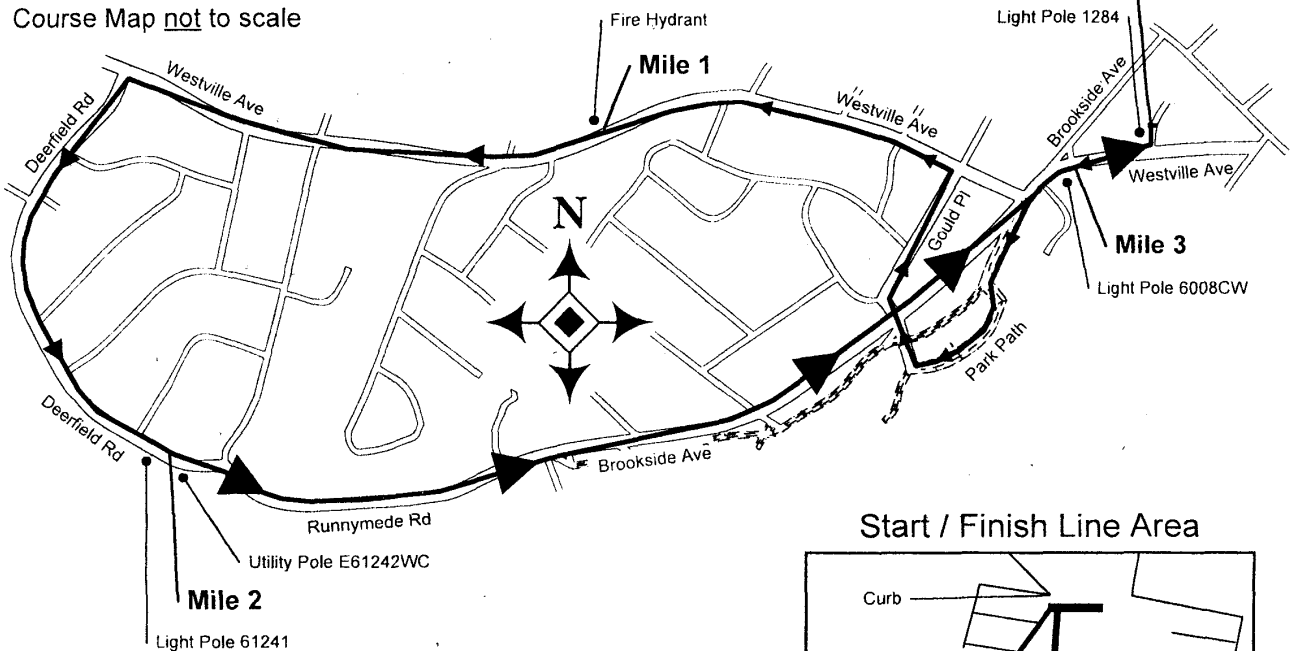 Course Map not to scale
Fire Hydrant
Light Pole 1284
Mile 1
Westville Ave
Deerfield Rd
Westville Ave
Brookside Ave
Westville Ave
Gould Pl
N
Mile 3
Light Pole 6008CW
Park Path
Deerfield Rd
Brookside Ave
Runnymede Rd
Utility Pole E61242WC
Mile 2
Light Pole 61241
Start / Finish Line Area
Curb